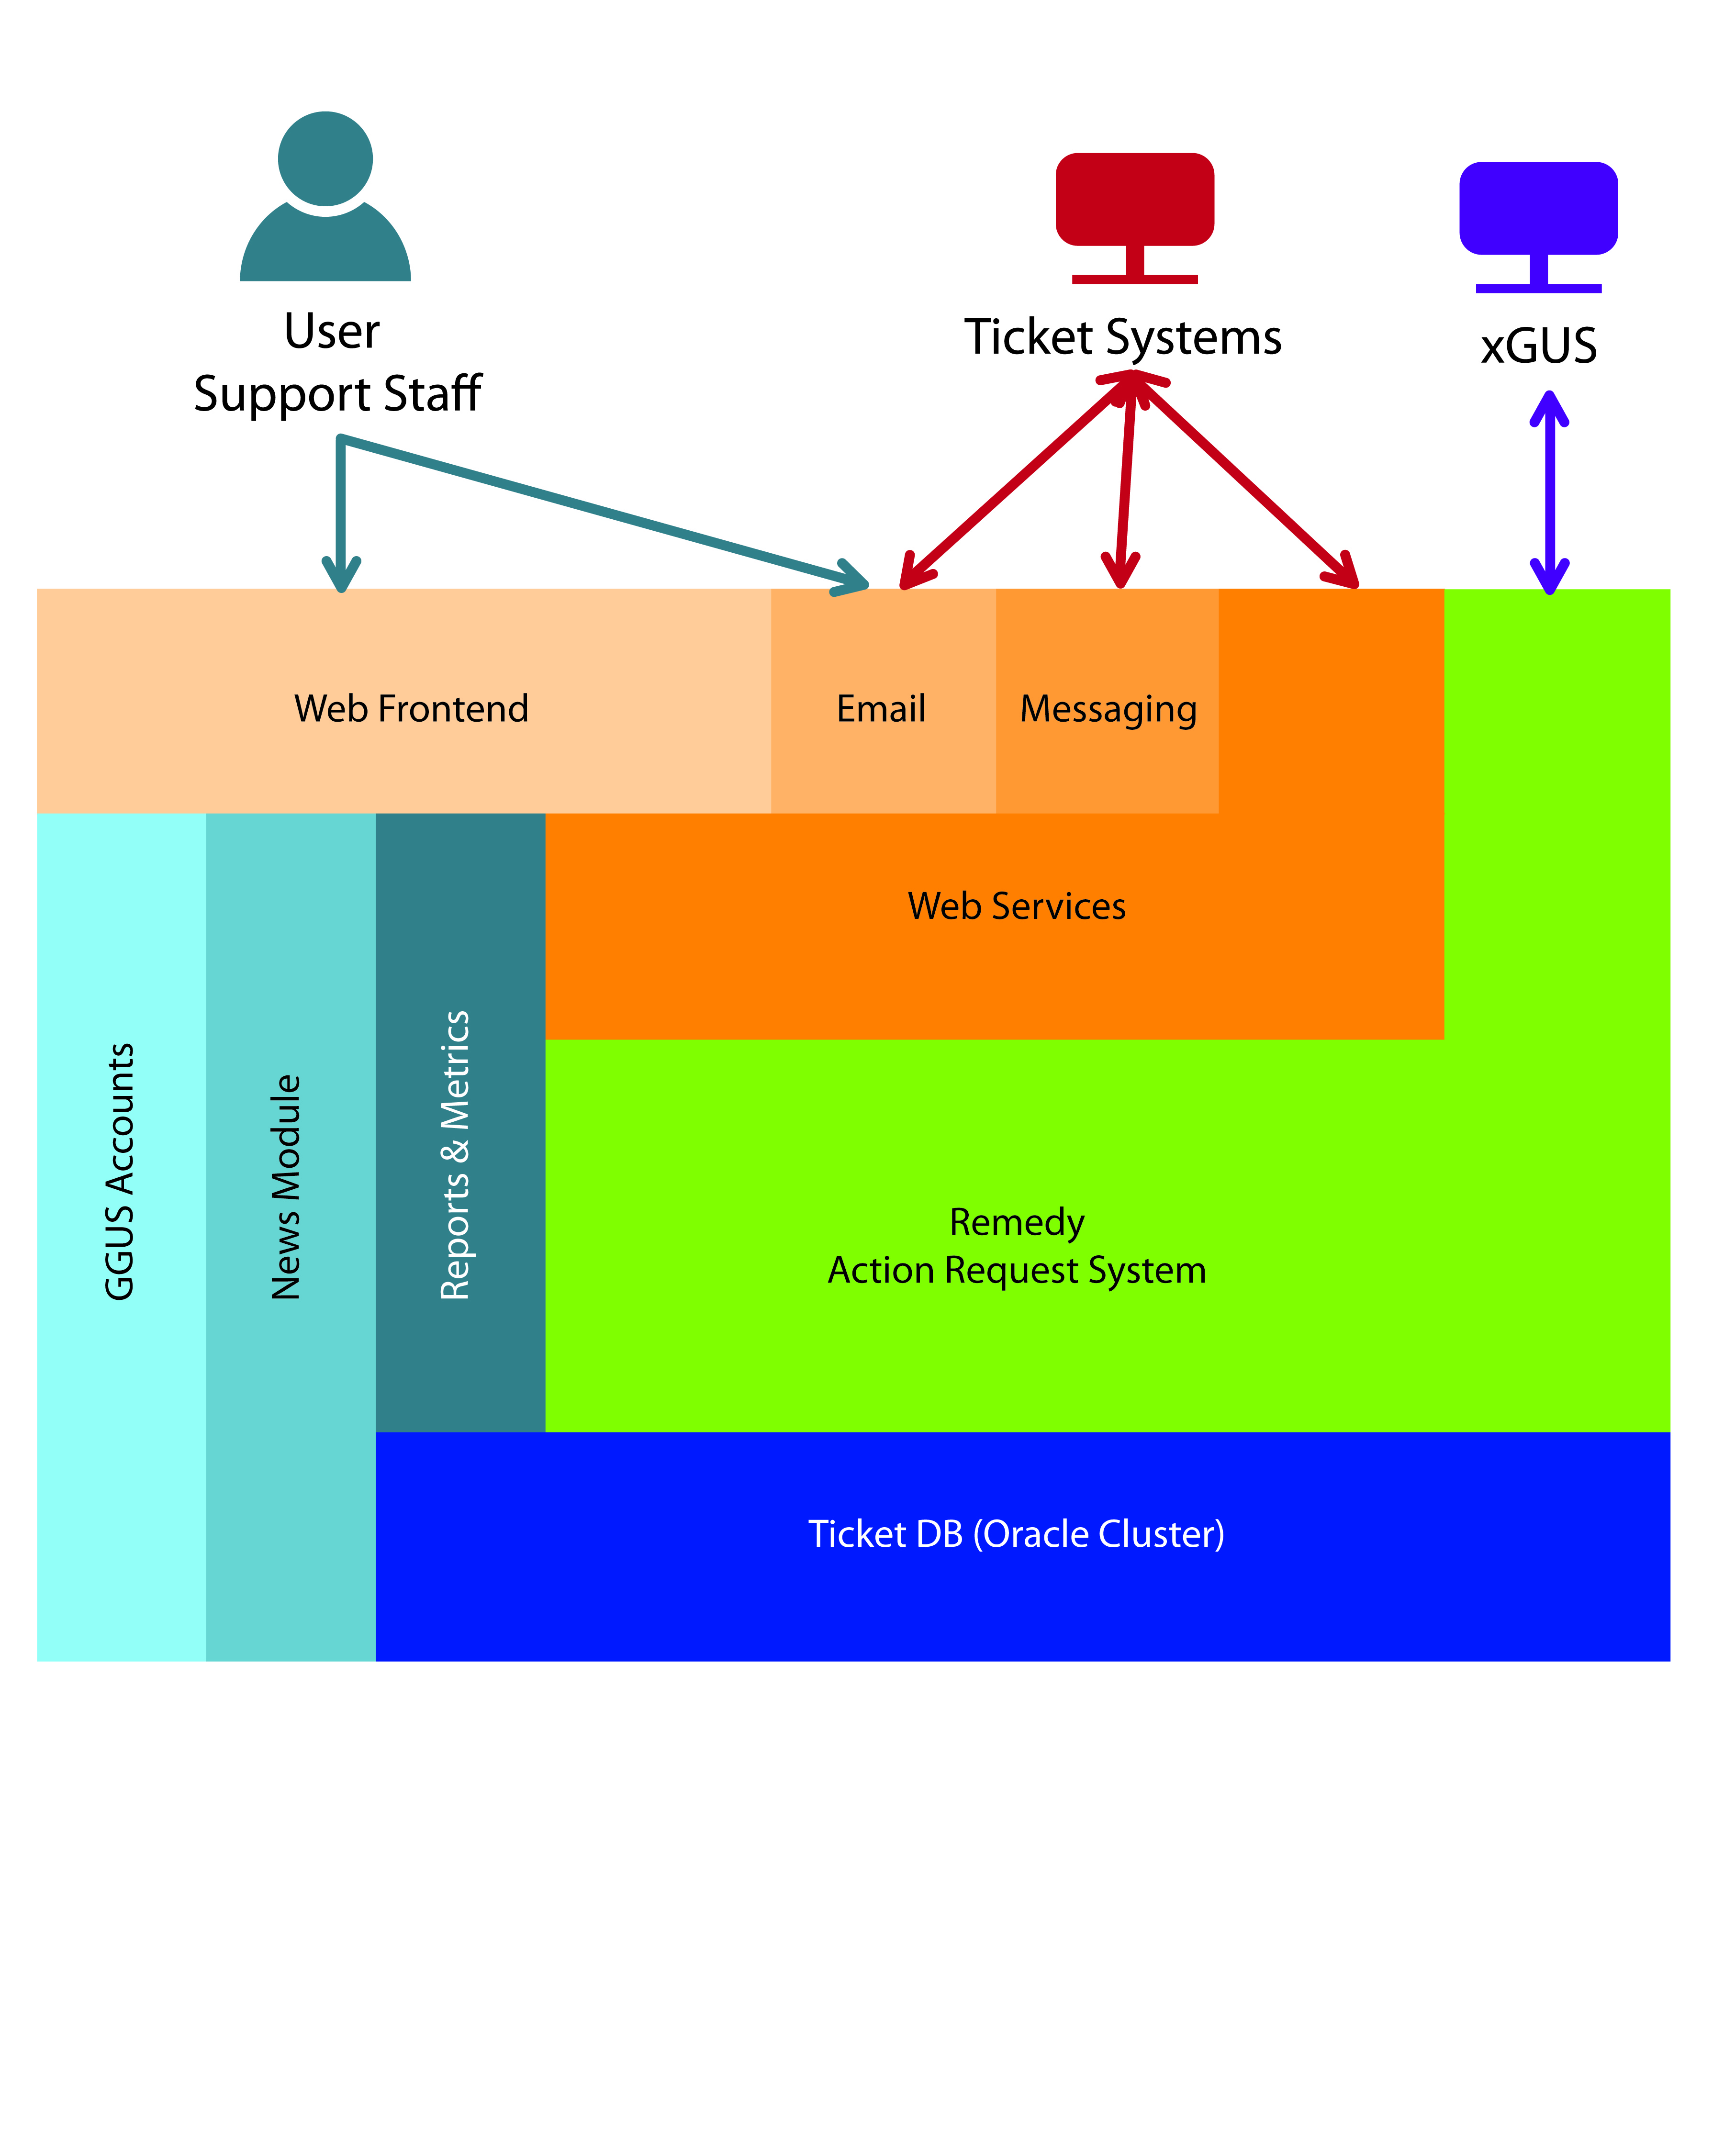 User
Support Staff
Ticket Systems
xGUS
Web Frontend
Email
Messaging
Web Services
GGUS Accounts
News Module
Reports & Metrics
Remedy
Action Request System
Ticket DB (Oracle Cluster)